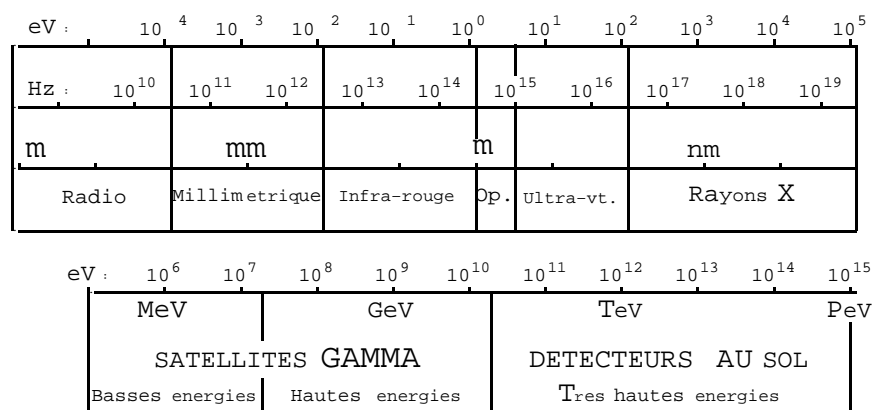 eV : 10 4 10 3 10 2 10 1 10^0 10^1 10^2 10^3 10^4 10^5
Hz : 10^10 10^11 10^12 10^13 10^14 10^15 10^16 10^17 10^18 10^19
m mm m nm
Radio Millimetrique Infra-rouge Op. Ultra-vt. Rayons X
eV : 10^6 10^7 10^8 10^9 10^10 10^11 10^12 10^13 10^14 10^15
MeV GeV TeV PeV
SATELLITES GAMMA DETECTEURS AU SOL
Basses energies Hautes energies Tres hautes energies